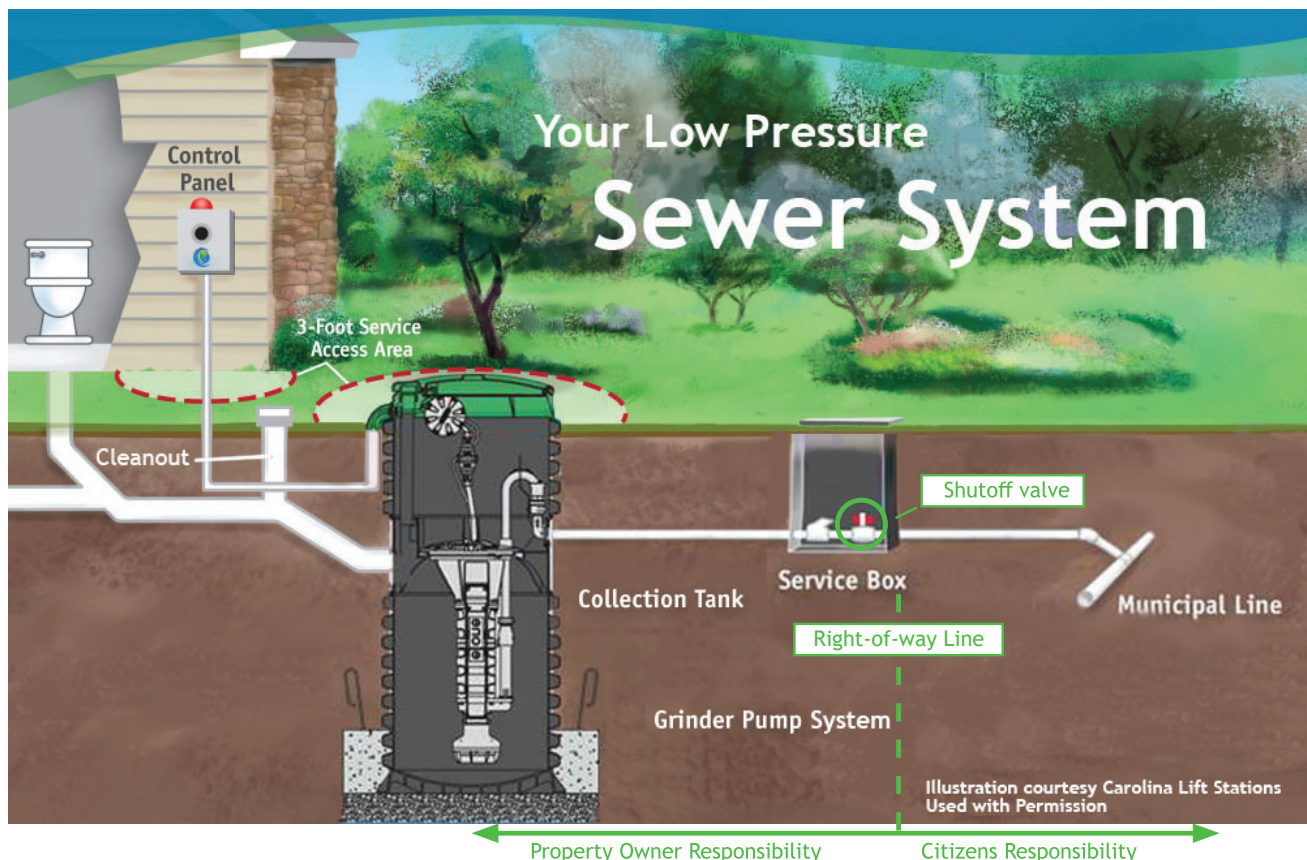 Your Low Pressure
Sewer System
Control
Panel
3-Foot Service
Access Area
Cleanout
Shutoff valve
Service Box
Collection Tank
Municipal Line
Right-of-way Line
Grinder Pump System
Illustration courtesy Carolina Lift Stations
Used with Permission
Property Owner Responsibility
Citizens Responsibility